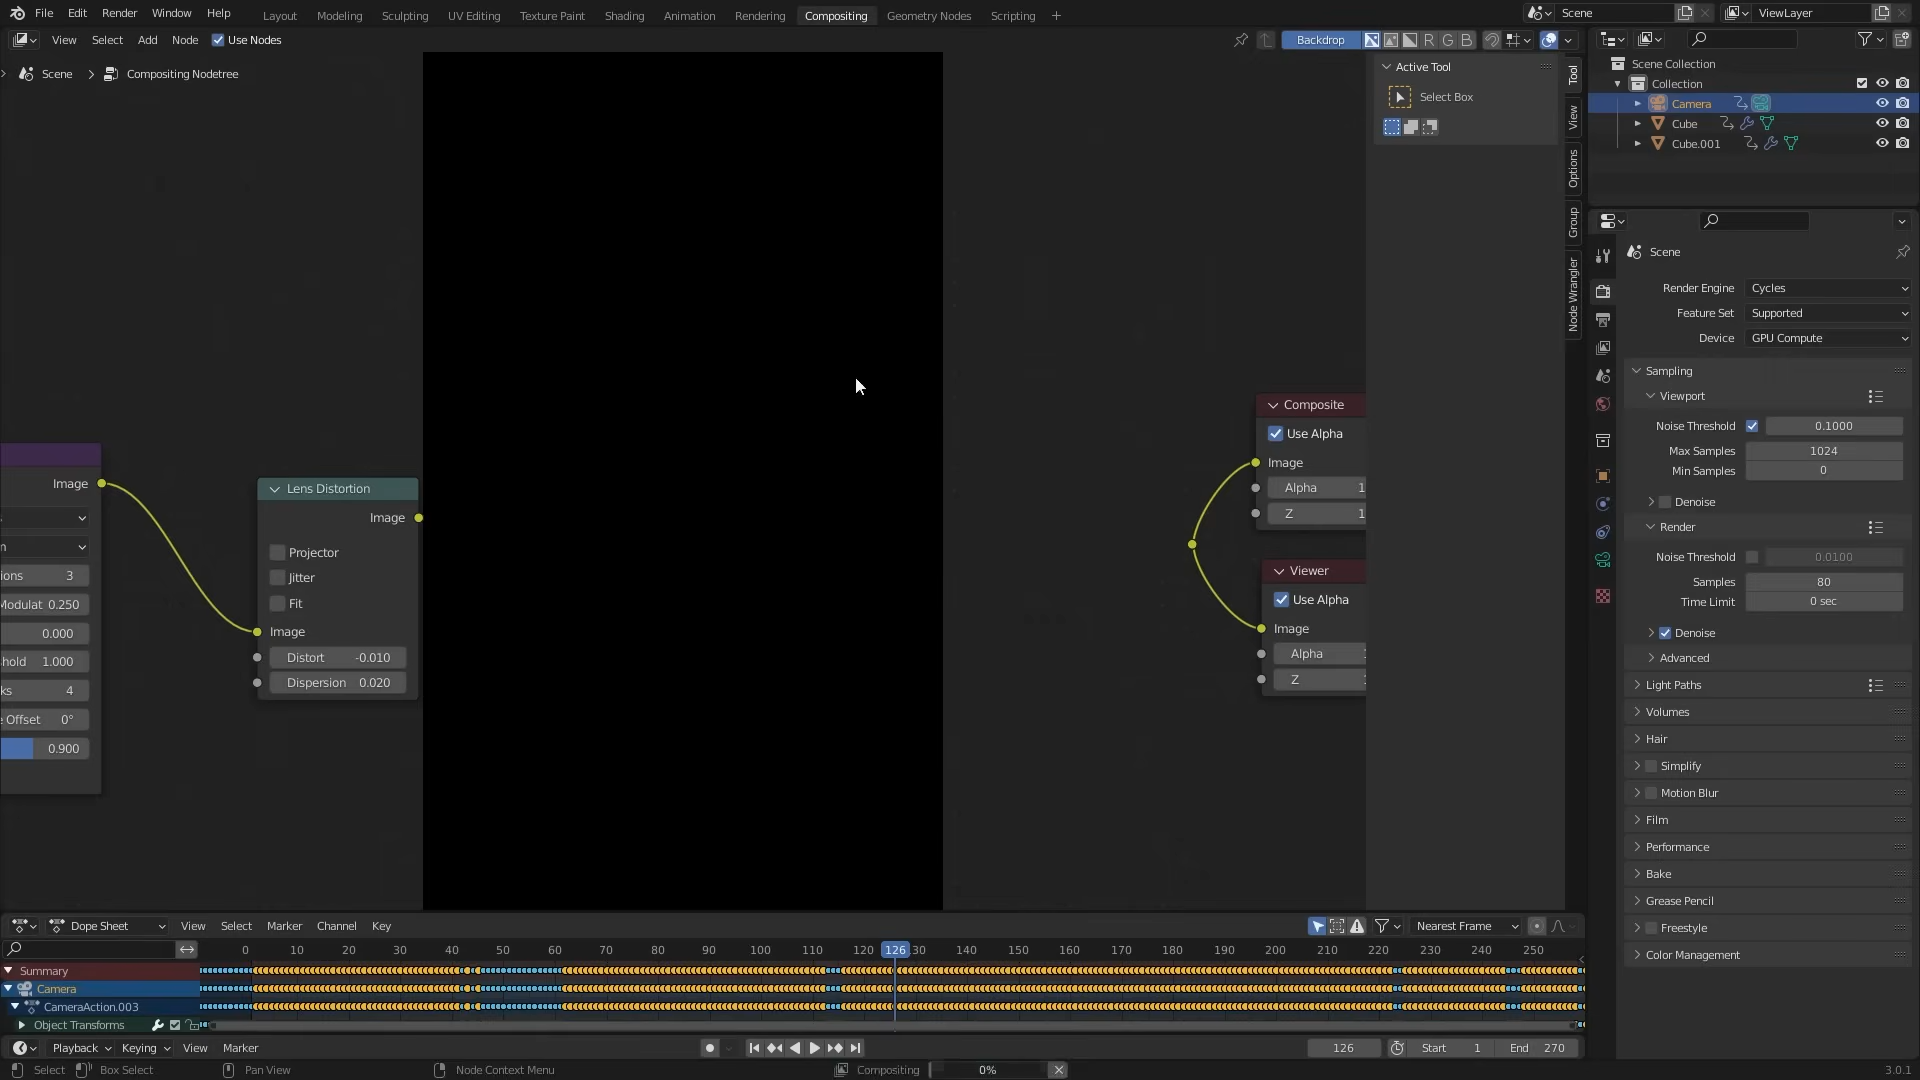 File Edit Render Window Help Layout Modeling Sculpting UV Editing Texture Paint Shading Animation Rendering Compositing Geometry Nodes Scripting + Scene ViewLayer
View Select Add Node Use Nodes Backdrop R G B
Scene > Compositing Nodetree
Active Tool
Select Box
Tool
View
Options
Group
Node Wrangler
Scene Collection
Collection
Camera
Cube
Cube.001
Scene
Render Engine Cycles
Feature Set Supported
Device GPU Compute
Sampling
Viewport
Noise Threshold 0.1000
Max Samples 1024
Min Samples 0
Denoise
Render
Noise Threshold 0.0100
Samples 80
Time Limit 0 sec
Denoise
Advanced
Light Paths
Volumes
Hair
Simplify
Motion Blur
Film
Performance
Bake
Grease Pencil
Freestyle
Color Management
Image
n
ions 3
Modulat 0.250
0.000
hold 1.000
ks 4
e Offset 0°
0.900
Lens Distortion
Image
Projector
Jitter
Fit
Image
Distort -0.010
Dispersion 0.020
Composite
Use Alpha
Image
Alpha 1
Z 1
Viewer
Use Alpha
Image
Alpha
Z
Dope Sheet View Select Marker Channel Key Nearest Frame
0 10 20 30 40 50 60 70 80 90 100 110 120 126 30 140 150 160 170 180 190 200 210 220 230 240 250
Summary
Camera
CameraAction.003
Object Transforms
Playback Keying View Marker 126 Start 1 End 270
Select Box Select Pan View Node Context Menu Compositing 0% 3.0.1